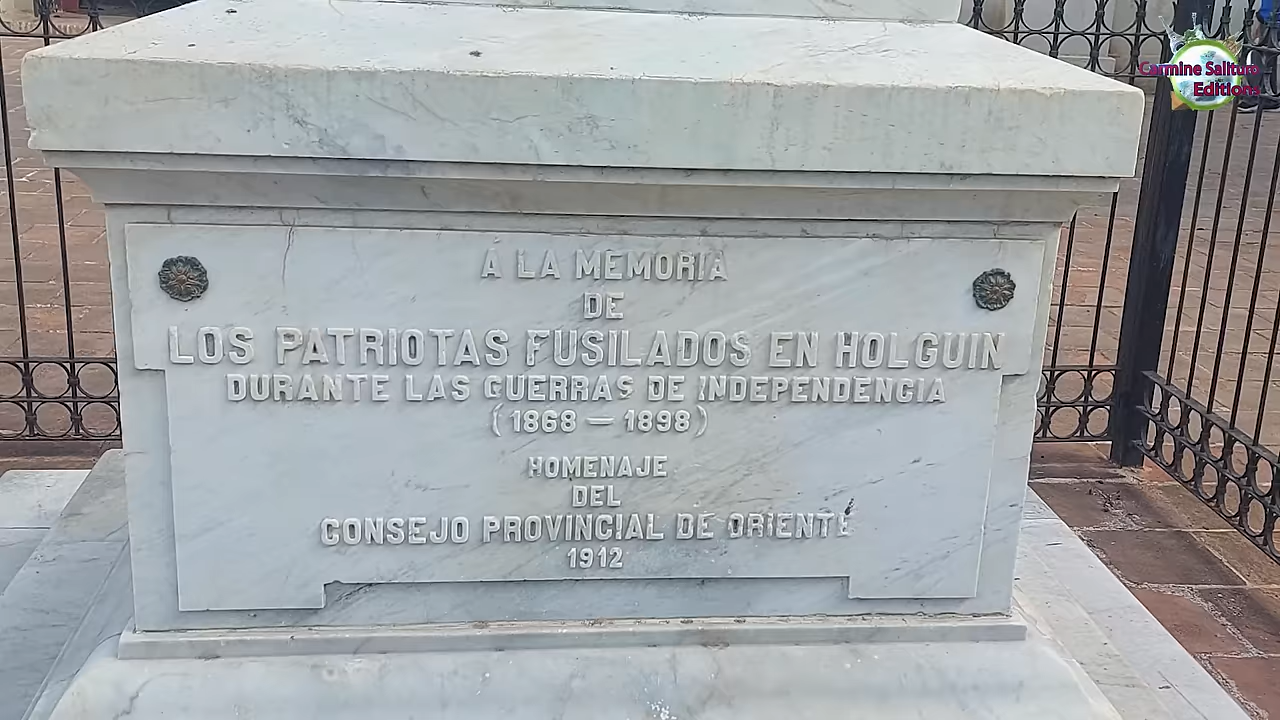 Carmine Saliturо
Editions
Á LA MEMORIA
DE
LOS PATRIOTAS FUSILADOS EN HOLGUIN
DURANTE LAS GUERRAS DE INDEPENDENCIA
(1868 — 1898)
HOMENAJE
DEL
CONSEJO PROVINCIAL DE ORIENTE
1912